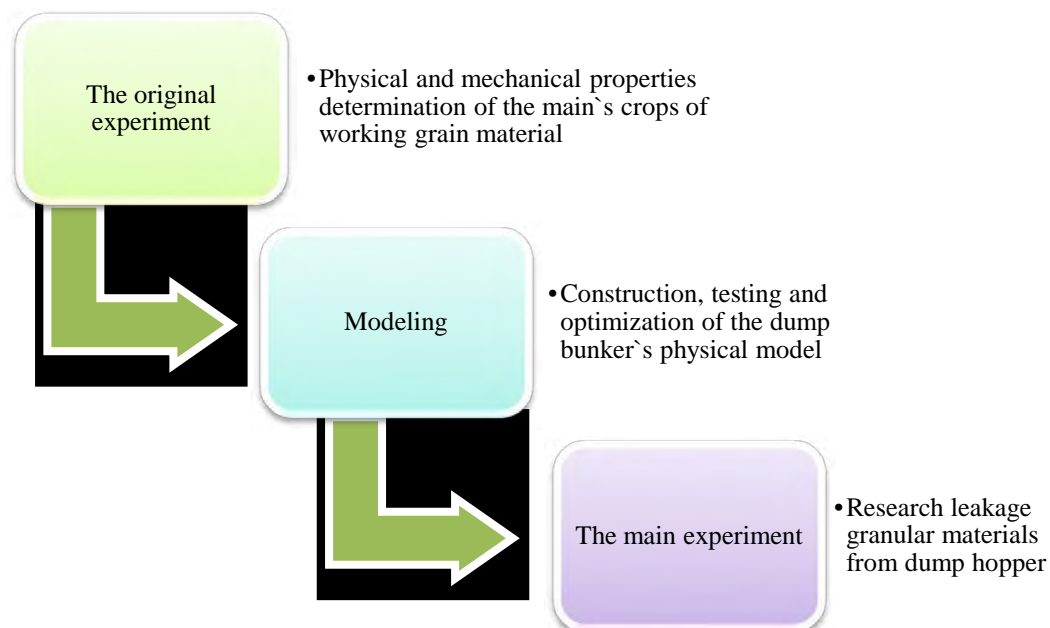 The original
experiment
•Physical and mechanical properties
determination of the main`s crops of
working grain material
Modeling
•Construction, testing and
optimization of the dump
bunker`s physical model
The main experiment
•Research leakage
granular materials
from dump hopper